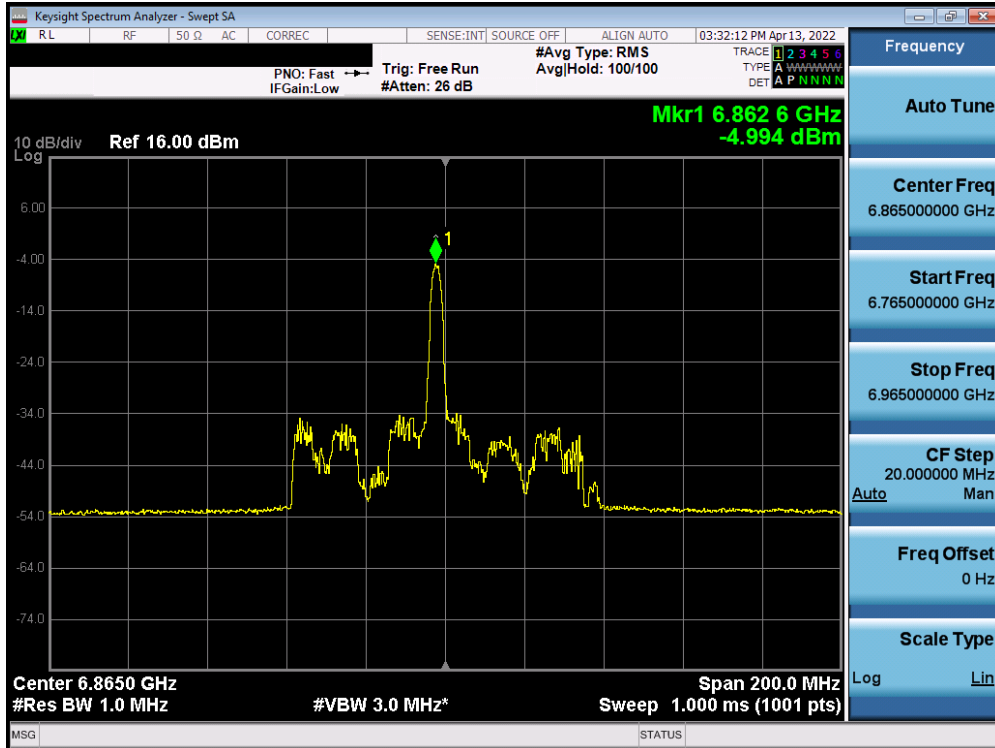 Keysight Spectrum Analyzer - Swept SA
LXI RL RF 50 Ω AC CORREC SENSE:INT SOURCE OFF ALIGN AUTO 03:32:12 PM Apr 13, 2022
#Avg Type: RMS TRACE 1 2 3 4 5 6
PNO: Fast Trig: Free Run Avg|Hold: 100/100 TYPE A WWWWW
IFGain:Low #Atten: 26 dB DET A P N N N N
Mkr1 6.862 6 GHz
-4.994 dBm
10 dB/div Ref 16.00 dBm
Log
1
6.00
-4.00
-14.0
-24.0
-34.0
-44.0
-54.0
-64.0
-74.0
Center 6.8650 GHz Span 200.0 MHz
#Res BW 1.0 MHz #VBW 3.0 MHz* Sweep 1.000 ms (1001 pts)
MSG STATUS
Frequency
Auto Tune
Center Freq
6.865000000 GHz
Start Freq
6.765000000 GHz
Stop Freq
6.965000000 GHz
CF Step
20.000000 MHz
Auto Man
Freq Offset
0 Hz
Scale Type
Log Lin